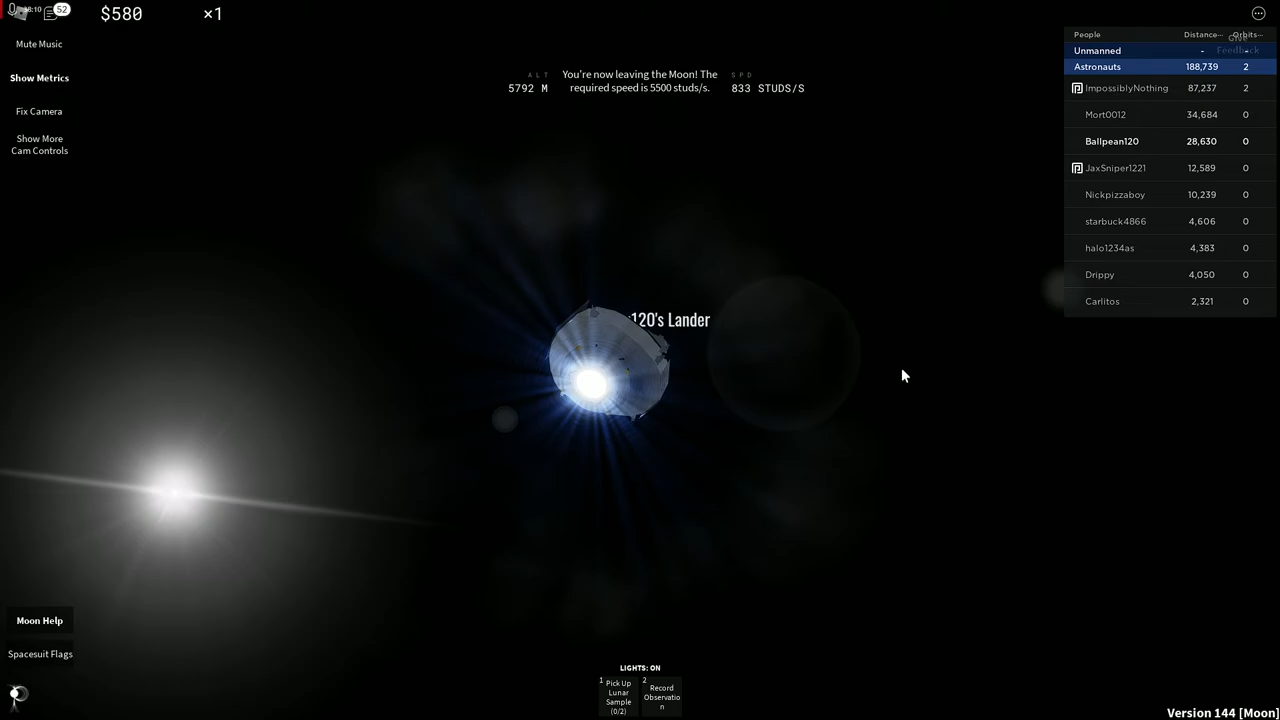 52
$580
×1
Mute Music
Show Metrics
Fix Camera
Show More
Cam Controls
ALT
5792 M
You're now leaving the Moon! The
required speed is 5500 studs/s.
SPD
833 STUDS/S
People Distance··· Orbits···
Give
Feedback
Unmanned - -
Astronauts 188,739 2
ImpossiblyNothing 87,237 2
Mort0012 34,684 0
Ballpean120 28,630 0
JaxSniper1221 12,589 0
Nickpizzaboy 10,239 0
starbuck4866 4,606 0
halo1234as 4,383 0
Drippy 4,050 0
Carlitos 2,321 0
120's Lander
Moon Help
Spacesuit Flags
LIGHTS: ON
1
Pick Up
Lunar
Sample
(0/2)
2
Record
Observatio
n
Version 144 [Moon]